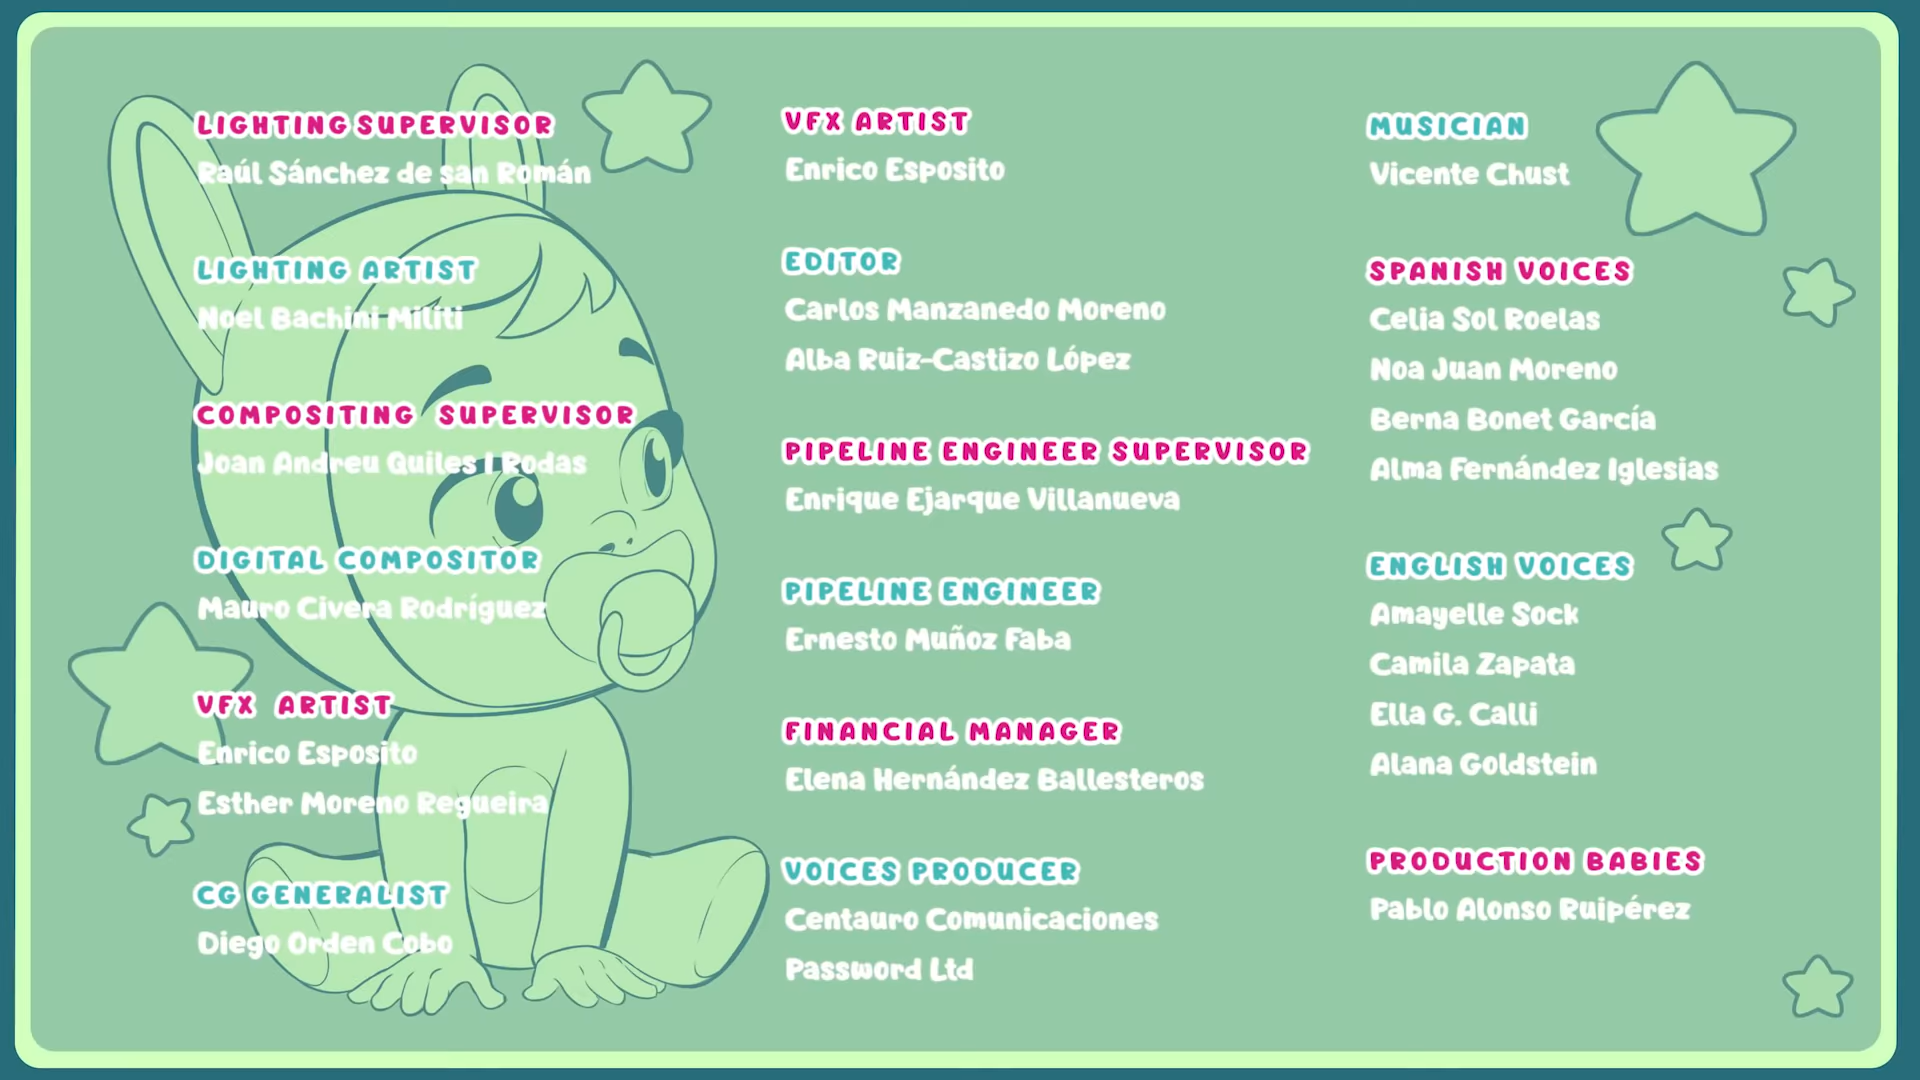 LIGHTING SUPERVISOR
Raúl Sánchez de san Román
LIGHTING ARTIST
Noel Bachini Militi
COMPOSITING SUPERVISOR
Joan Andreu Quiles I Rodas
DIGITAL COMPOSITOR
Mauro Civera Rodríguez
VFX ARTIST
Enrico Esposito
Esther Moreno Regueira
CG GENERALIST
Diego Orden Cobo
VFX ARTIST
Enrico Esposito
EDITOR
Carlos Manzanedo Moreno
Alba Ruiz-Castizo López
PIPELINE ENGINEER SUPERVISOR
Enrique Ejarque Villanueva
PIPELINE ENGINEER
Ernesto Muñoz Faba
FINANCIAL MANAGER
Elena Hernández Ballesteros
VOICES PRODUCER
Centauro Comunicaciones
Password Ltd
MUSICIAN
Vicente Chust
SPANISH VOICES
Celia Sol Roelas
Noa Juan Moreno
Berna Bonet García
Alma Fernández Iglesias
ENGLISH VOICES
Amayelle Sock
Camila Zapata
Ella G. Calli
Alana Goldstein
PRODUCTION BABIES
Pablo Alonso Ruipérez